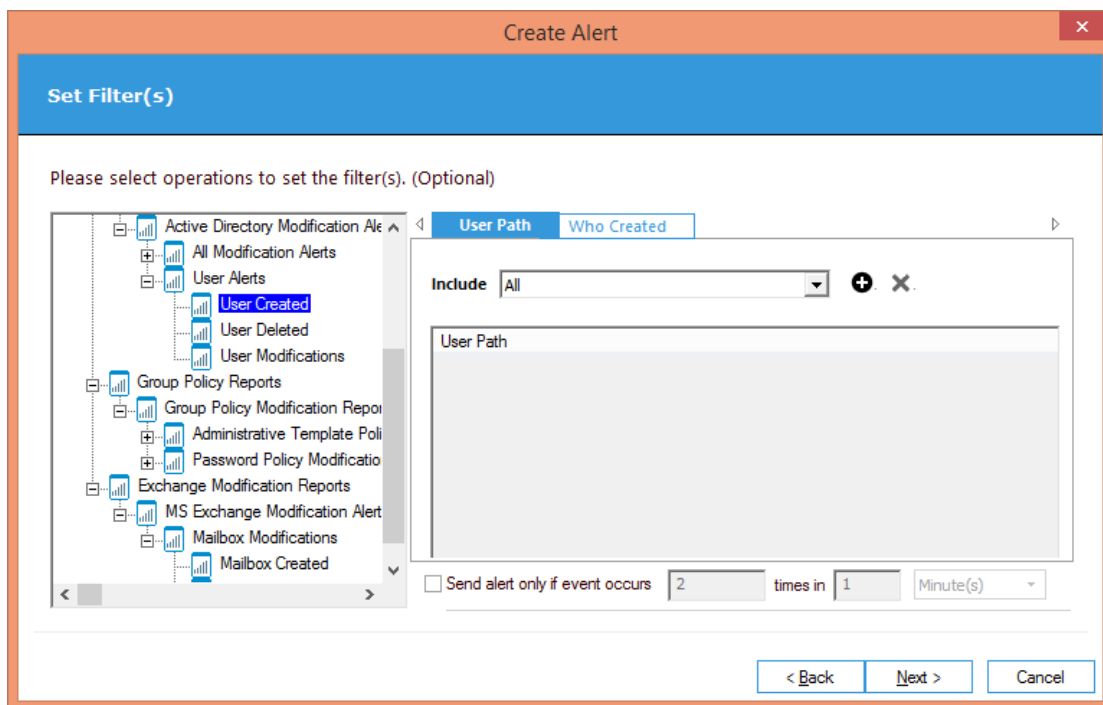 Create Alert
Set Filter(s)
Please select operations to set the filter(s). (Optional)
Active Directory Modification Ale
All Modification Alerts
User Alerts
User Created
User Deleted
User Modifications
Group Policy Reports
Group Policy Modification Repor
Administrative Template Poli
Password Policy Modificatio
Exchange Modification Reports
MS Exchange Modification Alert
Mailbox Modifications
Mailbox Created
User Path
Who Created
Include All
User Path
Send alert only if event occurs 2 times in 1 Minute(s)
< Back
Next >
Cancel